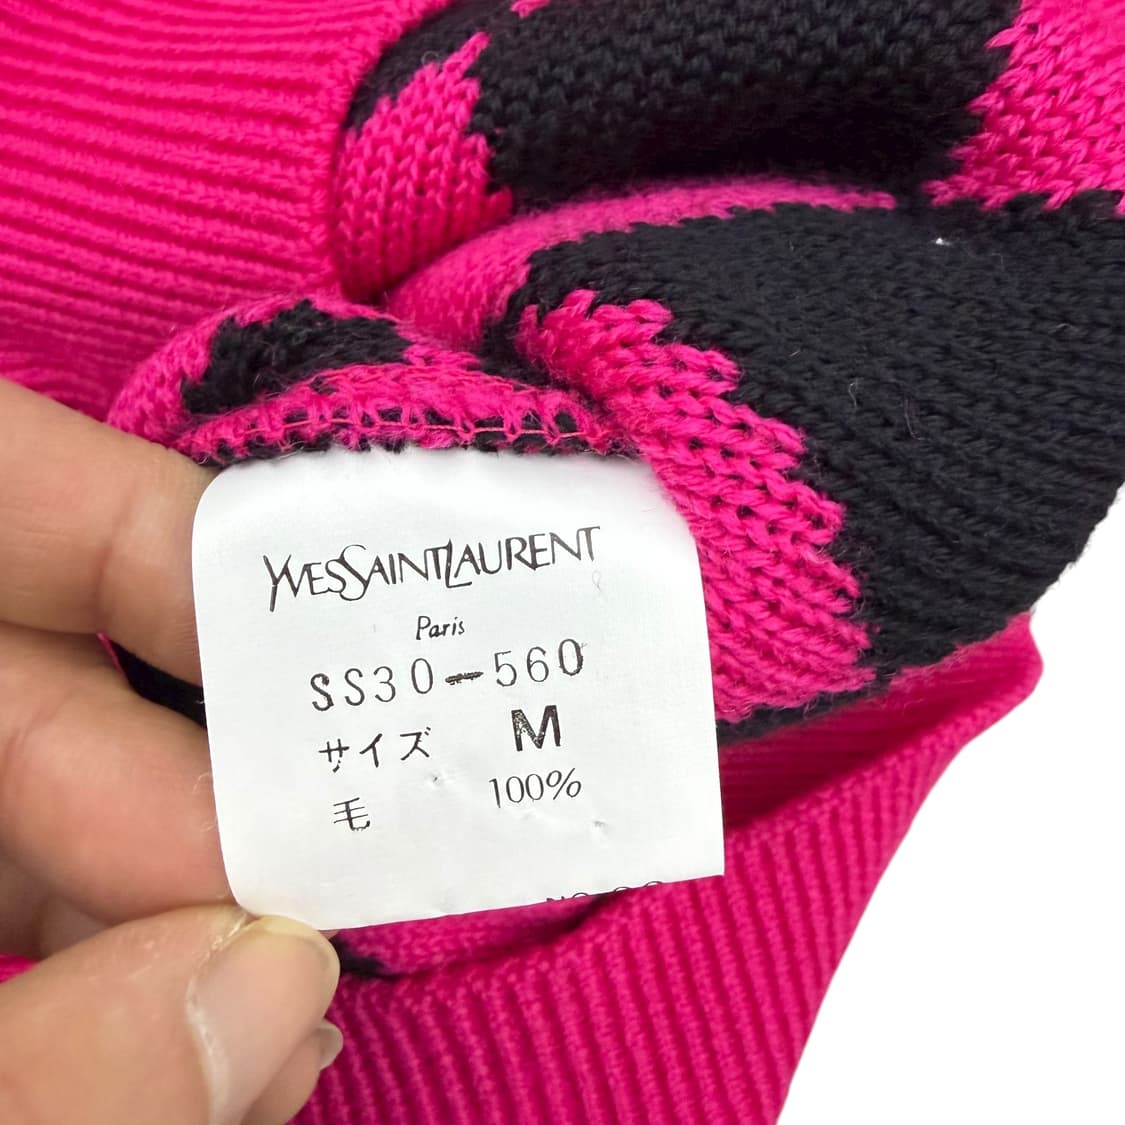 YVESSAINTLAURENT
Paris
SS30-560
サイズ M
毛 100%